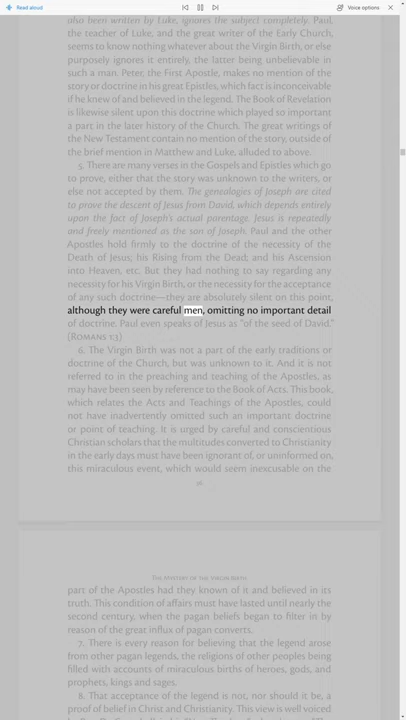 Read aloud
Voice options
also been written by Luke, ignores the subject completely. Paul,
the teacher of Luke, and the great writer of the Early Church,
seems to know nothing whatever about the Virgin Birth, or else
purposely ignores it entirely, the latter being unbelievable in
such a man. Peter, the First Apostle, makes no mention of the
story or doctrine in his great Epistles, which fact is inconceivable
if he knew of and believed in the legend. The Book of Revelation
is likewise silent upon this doctrine which played so important
a part in the later history of the Church. The great writings of
the New Testament contain no mention of the story, outside of
the brief mention in Matthew and Luke, alluded to above.
5. There are many verses in the Gospels and Epistles which go
to prove, either that the story was unknown to the writers, or
else not accepted by them. The genealogies of Joseph are cited
to prove the descent of Jesus from David, which depends entirely
upon the fact of Joseph's actual parentage. Jesus is repeatedly
and freely mentioned as the son of Joseph. Paul and the other
Apostles hold firmly to the doctrine of the necessity of the
Death of Jesus; his Rising from the Dead; and his Ascension
into Heaven, etc. But they had nothing to say regarding any
necessity for his Virgin Birth, or the necessity for the acceptance
of any such doctrine—they are absolutely silent on this point,
although they were careful men, omitting no important detail
of doctrine. Paul even speaks of Jesus as "of the seed of David."
(ROMANS 1:3)
6. The Virgin Birth was not a part of the early traditions or
doctrine of the Church, but was unknown to it. And it is not
referred to in the preaching and teaching of the Apostles, as
may have been seen by reference to the Book of Acts. This book,
which relates the Acts and Teachings of the Apostles, could
not have inadvertently omitted such an important doctrine
or point of teaching. It is urged by careful and conscientious
Christian scholars that the multitudes converted to Christianity
in the early days must have been ignorant of, or uninformed on,
this miraculous event, which would seem inexcusable on the
THE MYSTERY OF THE VIRGIN BIRTH
part of the Apostles had they known of it and believed in its
truth. This condition of affairs must have lasted until nearly the
second century, when the pagan beliefs began to filter in by
reason of the great influx of pagan converts.
7. There is every reason for believing that the legend arose
from other pagan legends, the religions of other peoples being
filled with accounts of miraculous births of heroes, gods, and
prophets, kings and sages.
8. That acceptance of the legend is not, nor should it be, a
proof of belief in Christ and Christianity. This view is well voiced